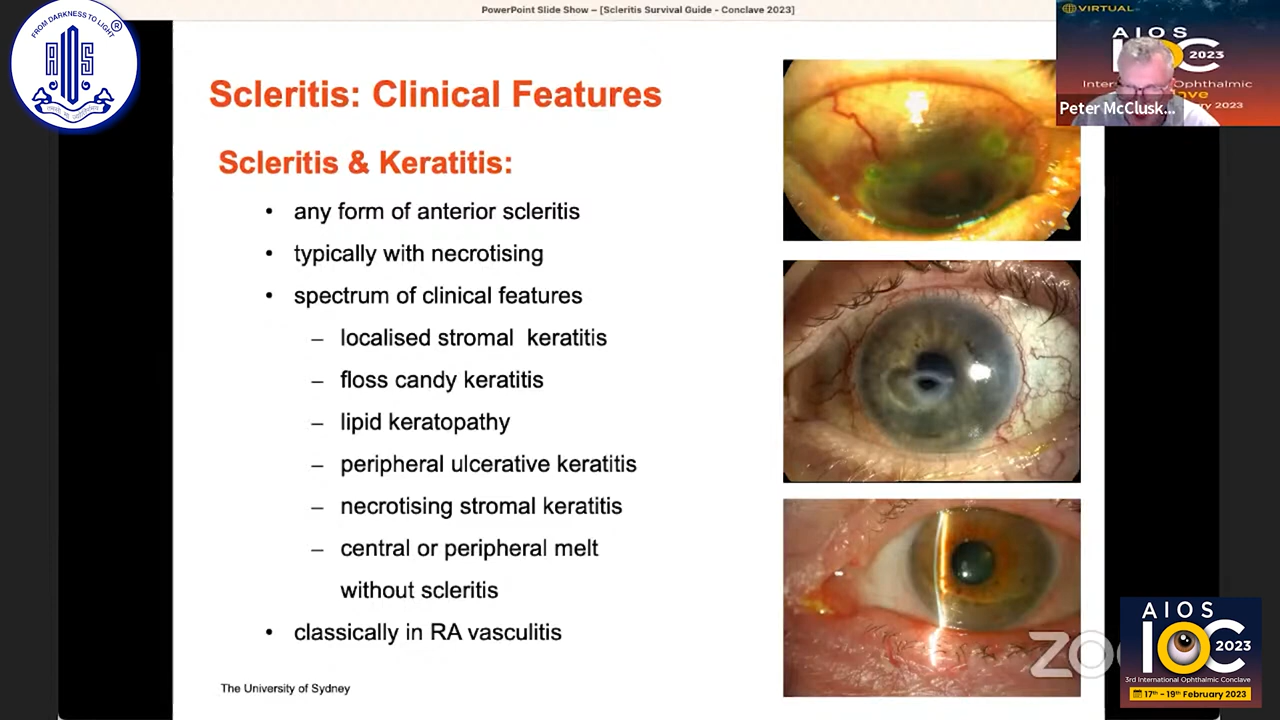 PowerPoint Slide Show – [Scleritis Survival Guide - Conclave 2023]
FROM DARKNESS TO LIGHT
®
AIOS
Scleritis: Clinical Features
Scleritis & Keratitis:
• any form of anterior scleritis
• typically with necrotising
• spectrum of clinical features
– localised stromal keratitis
– floss candy keratitis
– lipid keratopathy
– peripheral ulcerative keratitis
– necrotising stromal keratitis
– central or peripheral melt
without scleritis
• classically in RA vasculitis
The University of Sydney
VIRTUAL
AIOS
2023
Ophthalmic
2023
Peter McClusk...
AIOS
IOC 2023
3rd International Ophthalmic Conclave
17th - 19th February 2023